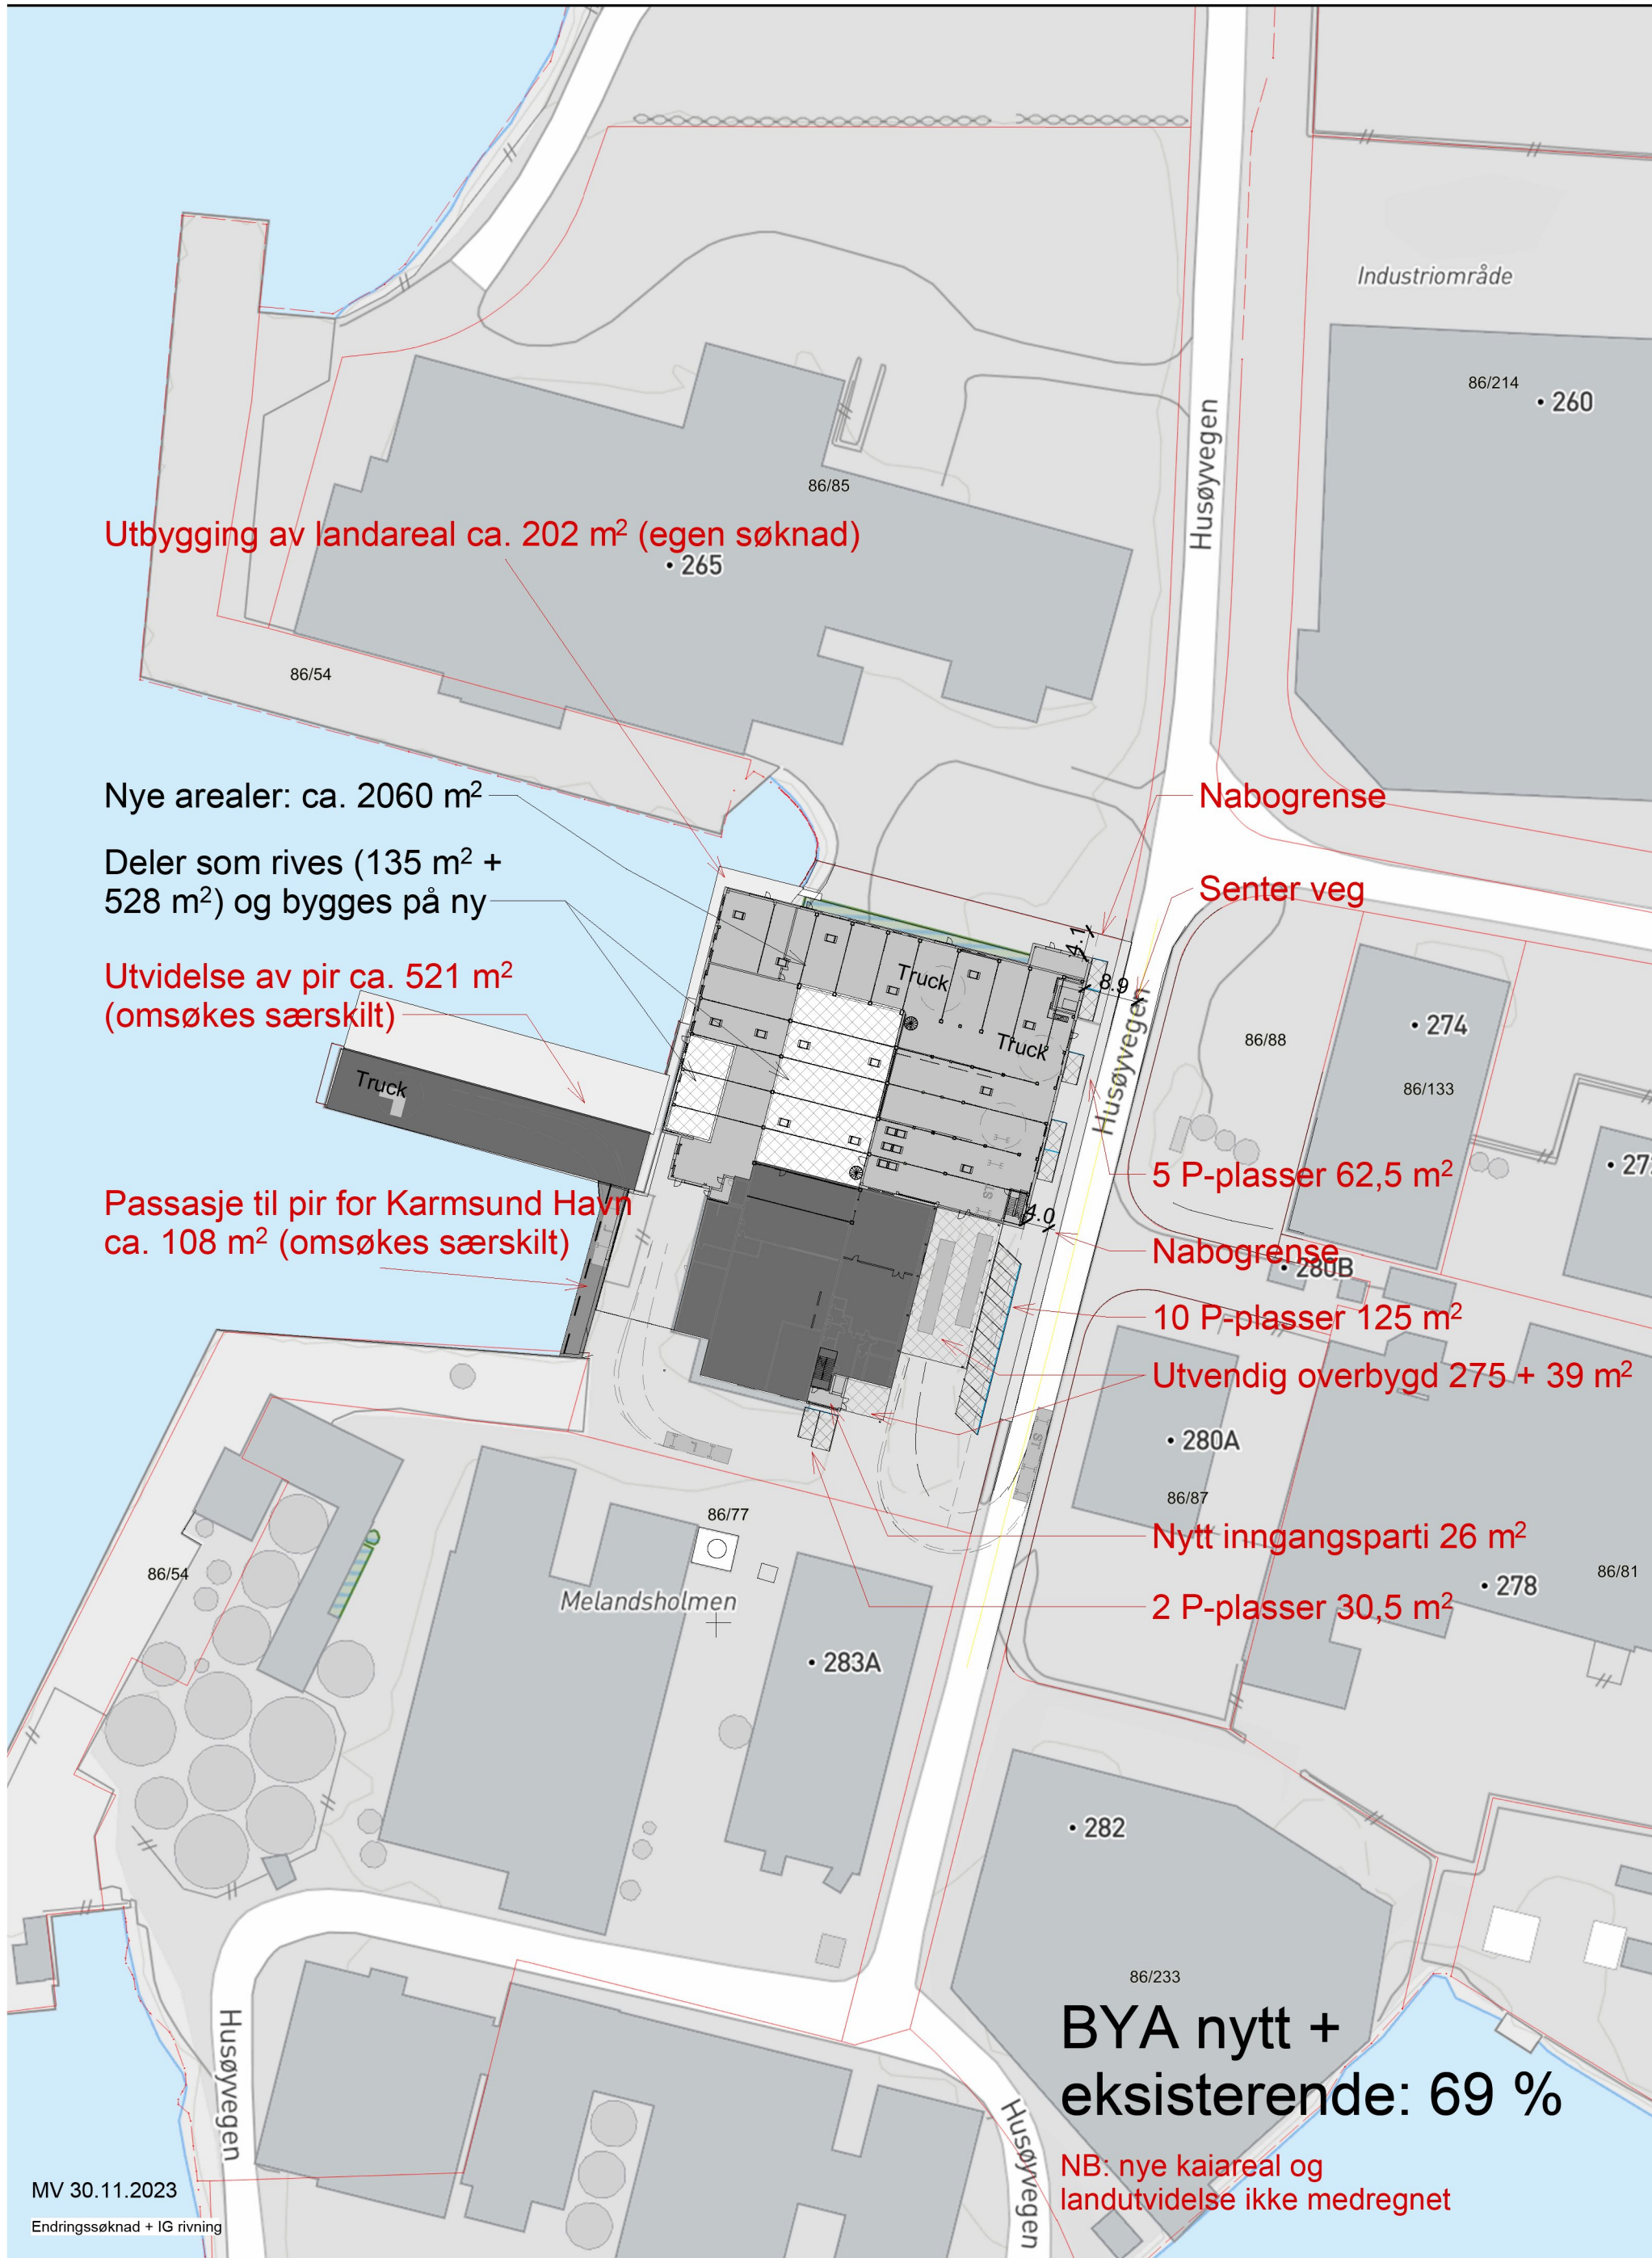 Industriområde
86/214
260
Husøyvegen
86/85
Utbygging av landareal ca. 202 m² (egen søknad)
265
86/54
Nye arealer: ca. 2060 m²
Nabogrense
Deler som rives (135 m² +
528 m²) og bygges på ny
Senter veg
4.1
8.9
Truck
Utvidelse av pir ca. 521 m²
(omsøkes særskilt)
Truck
Truck
Husøyvegen
86/88
274
86/133
5 P-plasser 62,5 m²
Passasje til pir for Karmsund Havn
ca. 108 m² (omsøkes særskilt)
4.0
Nabogrense
280B
10 P-plasser 125 m²
Utvendig overbygd 275 + 39 m²
280A
86/87
86/77
Nytt inngangsparti 26 m²
86/54
Melandsholmen
278
86/81
2 P-plasser 30,5 m²
283A
282
86/233
Husøyvegen
Husøyvegen
BYA nytt +
eksisterende: 69 %
NB: nye kaiareal og
landutvidelse ikke medregnet
MV 30.11.2023
Endringssøknad + IG rivning